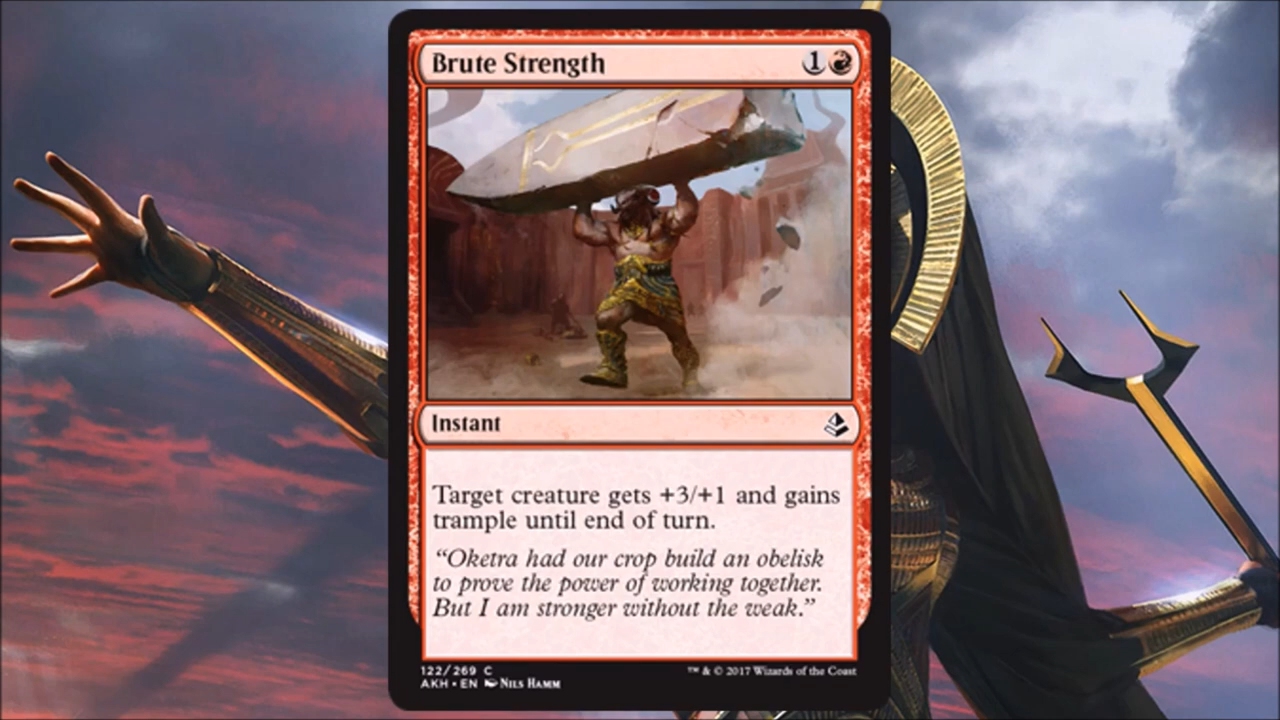 Brute Strength 1
Instant
Target creature gets +3/+1 and gains
trample until end of turn.
“Oketra had our crop build an obelisk
to prove the power of working together.
But I am stronger without the weak.”
122/269 C ™ & © 2017 Wizards of the Coast
AKH • EN Nils Hamm